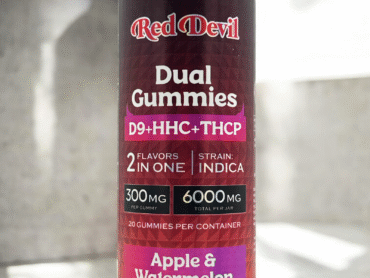 Red Devil
Dual
Gummies
D9+HHC+THCP
2 FLAVORS IN ONE
STRAIN: INDICA
300MG
PER GUMMY
6000MG
TOTAL PER JAR
20 GUMMIES PER CONTAINER
Apple &
Watermelon